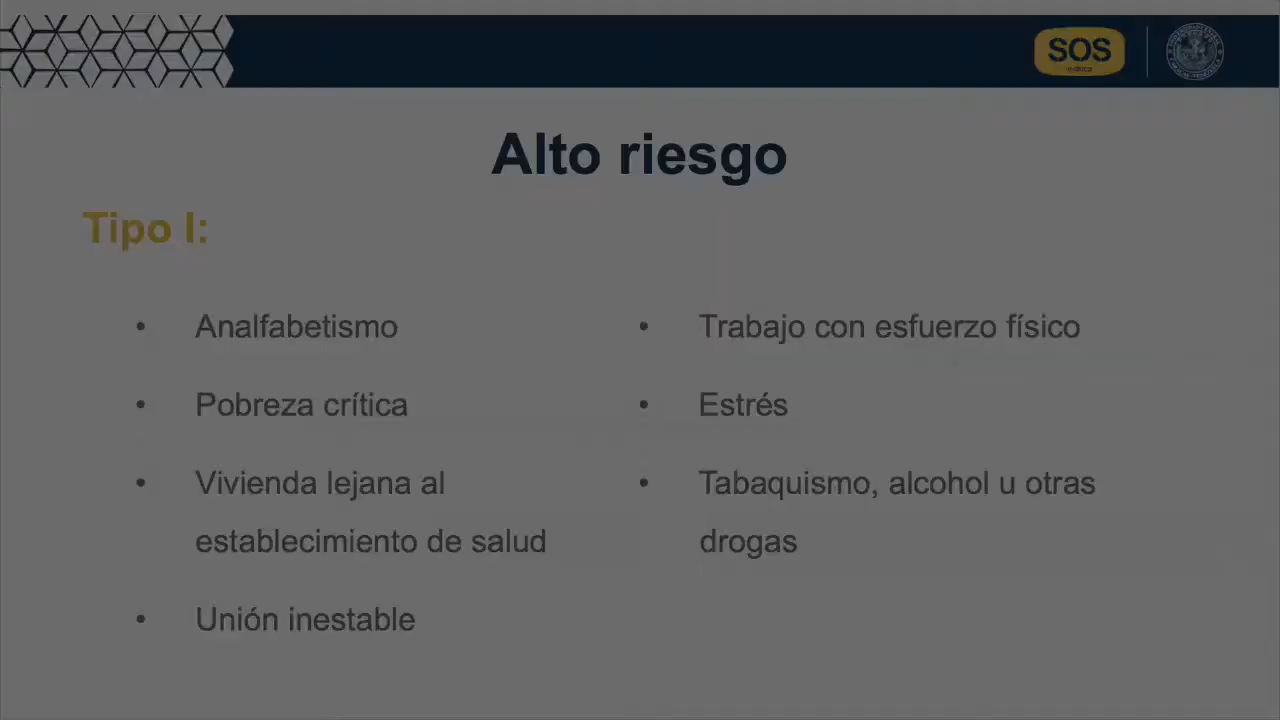 SOS
Alto riesgo
Tipo I:
• Analfabetismo
• Pobreza crítica
• Vivienda lejana al
establecimiento de salud
• Unión inestable
• Trabajo con esfuerzo físico
• Estrés
• Tabaquismo, alcohol u otras
drogas